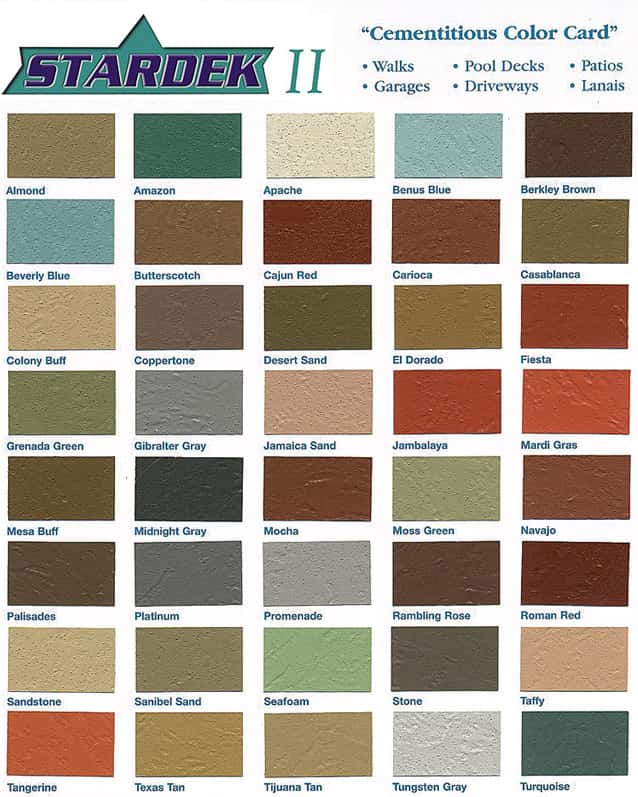 STARDEK II
“Cementitious Color Card”
• Walks • Pool Decks • Patios
• Garages • Driveways • Lanais
Almond Amazon Apache Benus Blue Berkley Brown
Beverly Blue Butterscotch Cajun Red Carioca Casablanca
Colony Buff Coppertone Desert Sand El Dorado Fiesta
Grenada Green Gibralter Gray Jamaica Sand Jambalaya Mardi Gras
Mesa Buff Midnight Gray Mocha Moss Green Navajo
Palisades Platinum Promenade Rambling Rose Roman Red
Sandstone Sanibel Sand Seafoam Stone Taffy
Tangerine Texas Tan Tijuana Tan Tungsten Gray Turquoise